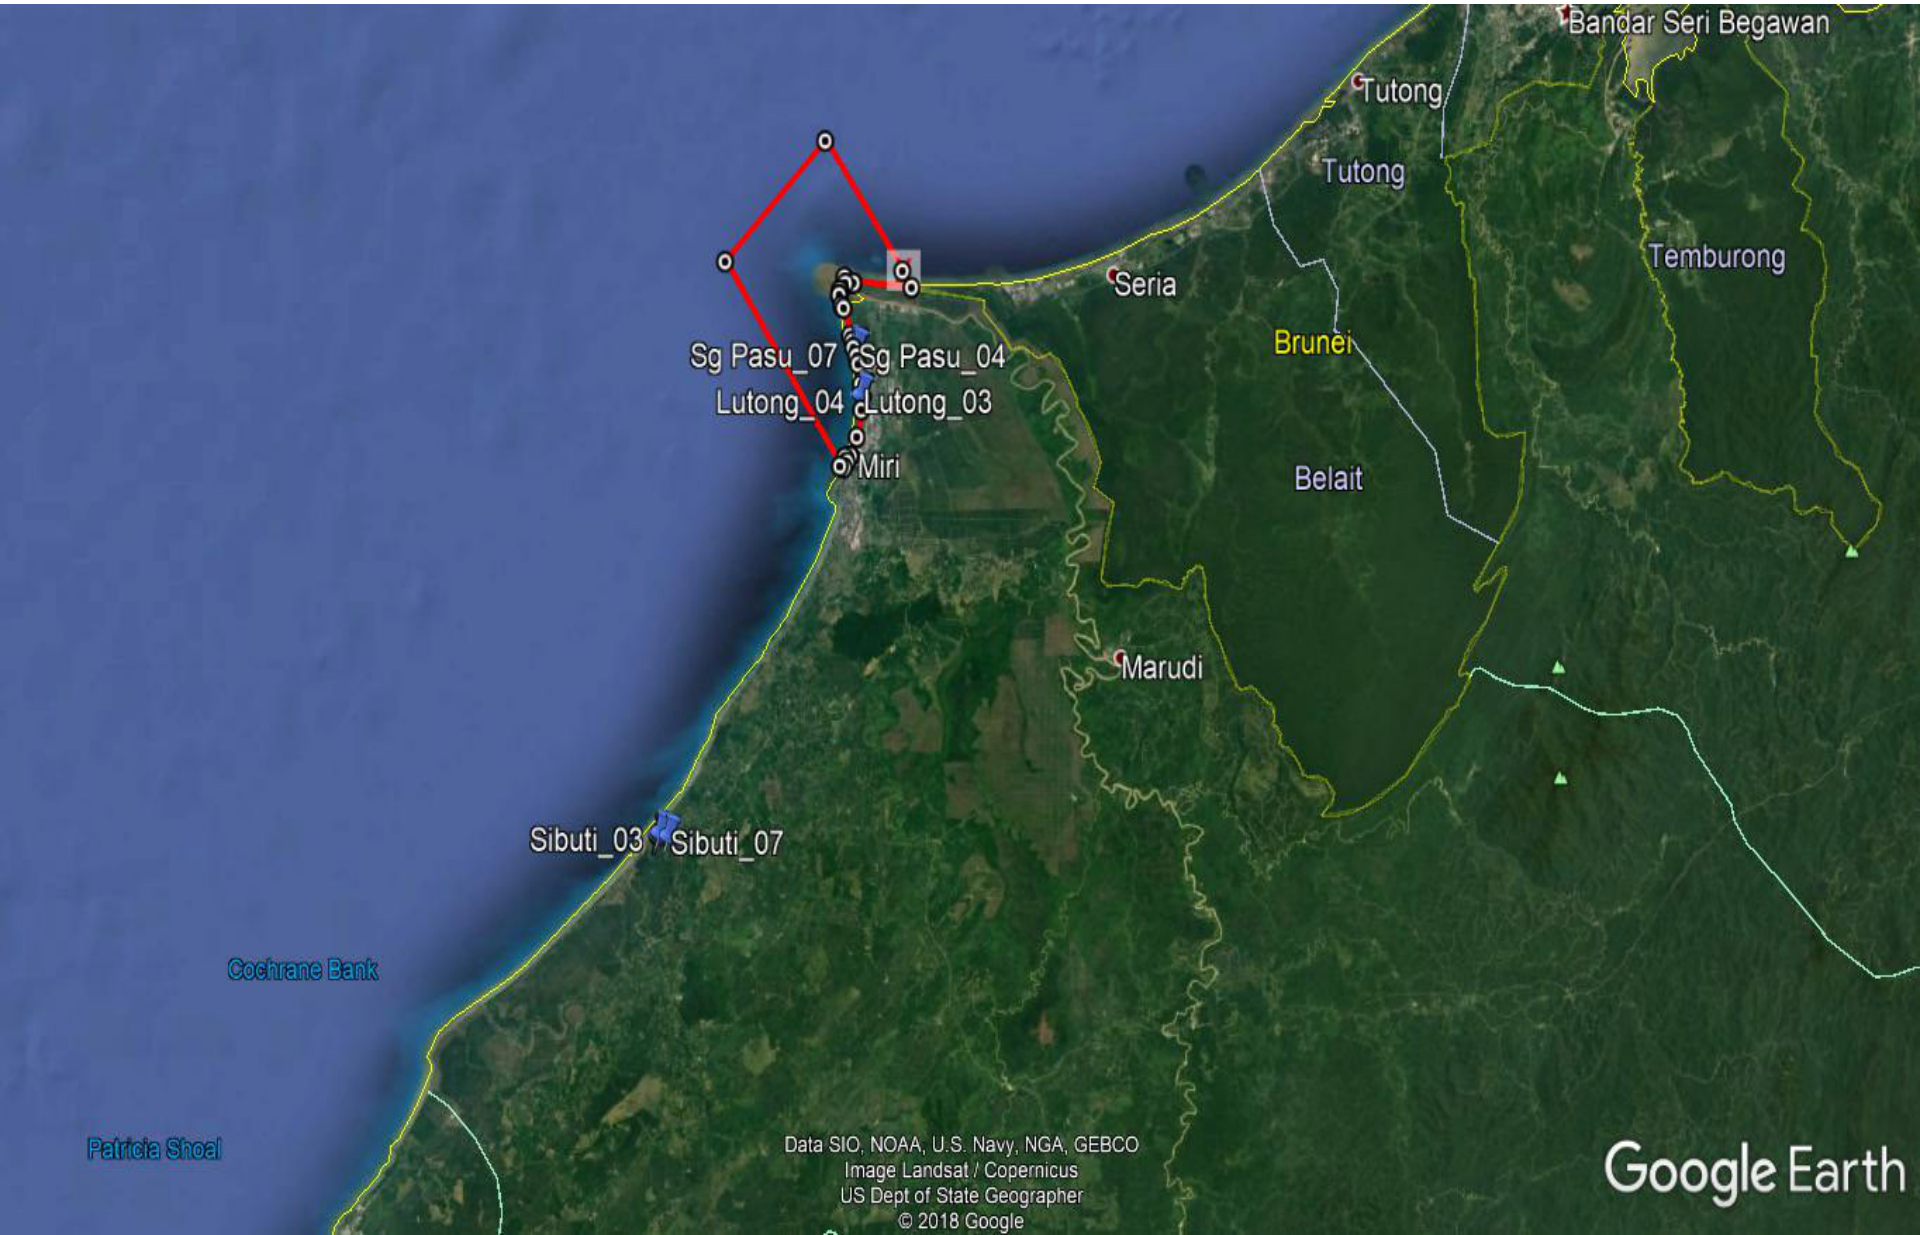 Bandar Seri Begawan
Tutong
Tutong
Temburong
Seria
Brunei
Sg Pasu_07
Sg Pasu_04
Lutong_04
Lutong_03
Miri
Belait
Marudi
Sibuti_03
Sibuti_07
Cochrane Bank
Patricia Shoal
Data SIO, NOAA, U.S. Navy, NGA, GEBCO
Image Landsat / Copernicus
US Dept of State Geographer
© 2018 Google
Google Earth